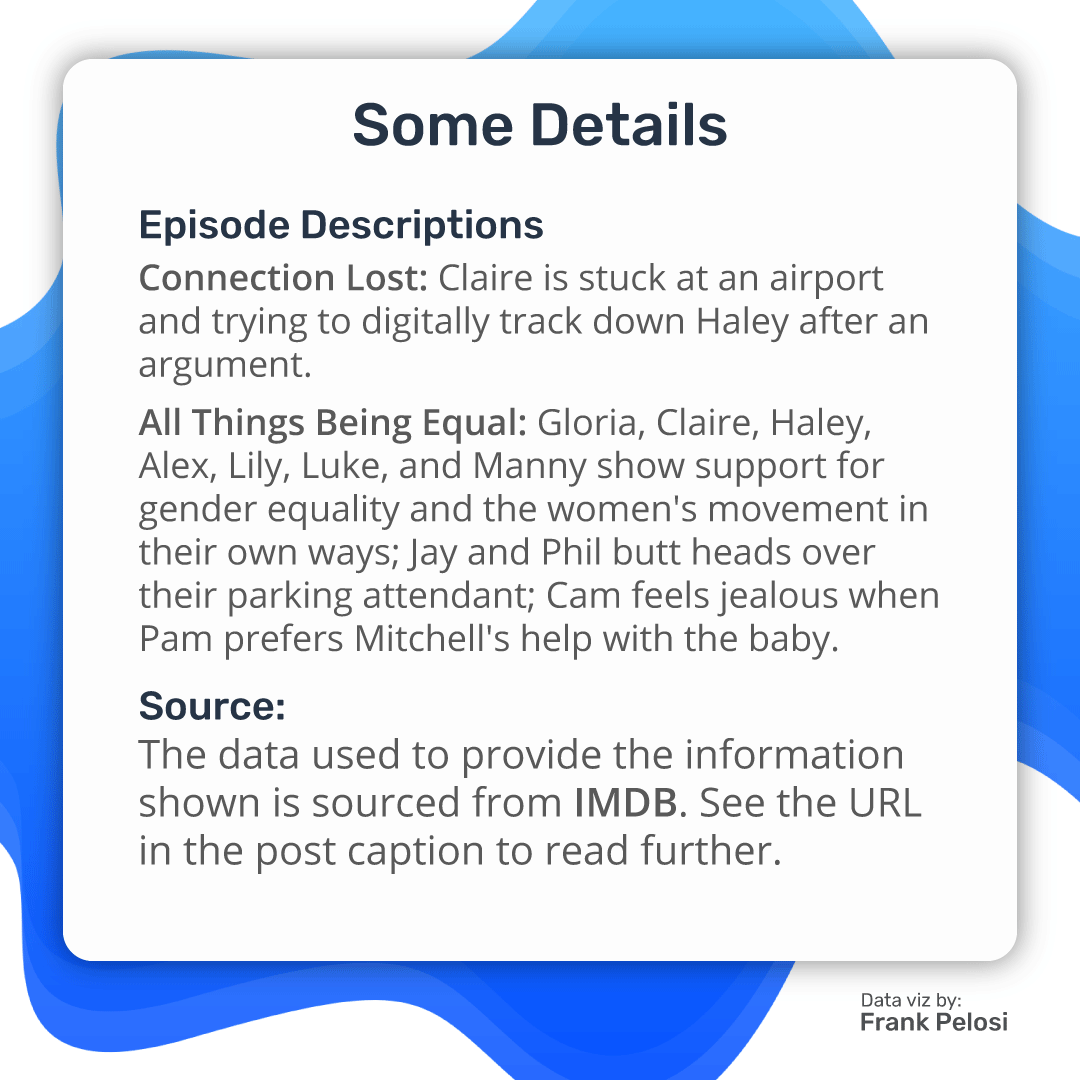 Some Details
Episode Descriptions
Connection Lost: Claire is stuck at an airport
and trying to digitally track down Haley after an
argument.
All Things Being Equal: Gloria, Claire, Haley,
Alex, Lily, Luke, and Manny show support for
gender equality and the women's movement in
their own ways; Jay and Phil butt heads over
their parking attendant; Cam feels jealous when
Pam prefers Mitchell's help with the baby.
Source:
The data used to provide the information
shown is sourced from IMDB. See the URL
in the post caption to read further.
Data viz by:
Frank Pelosi